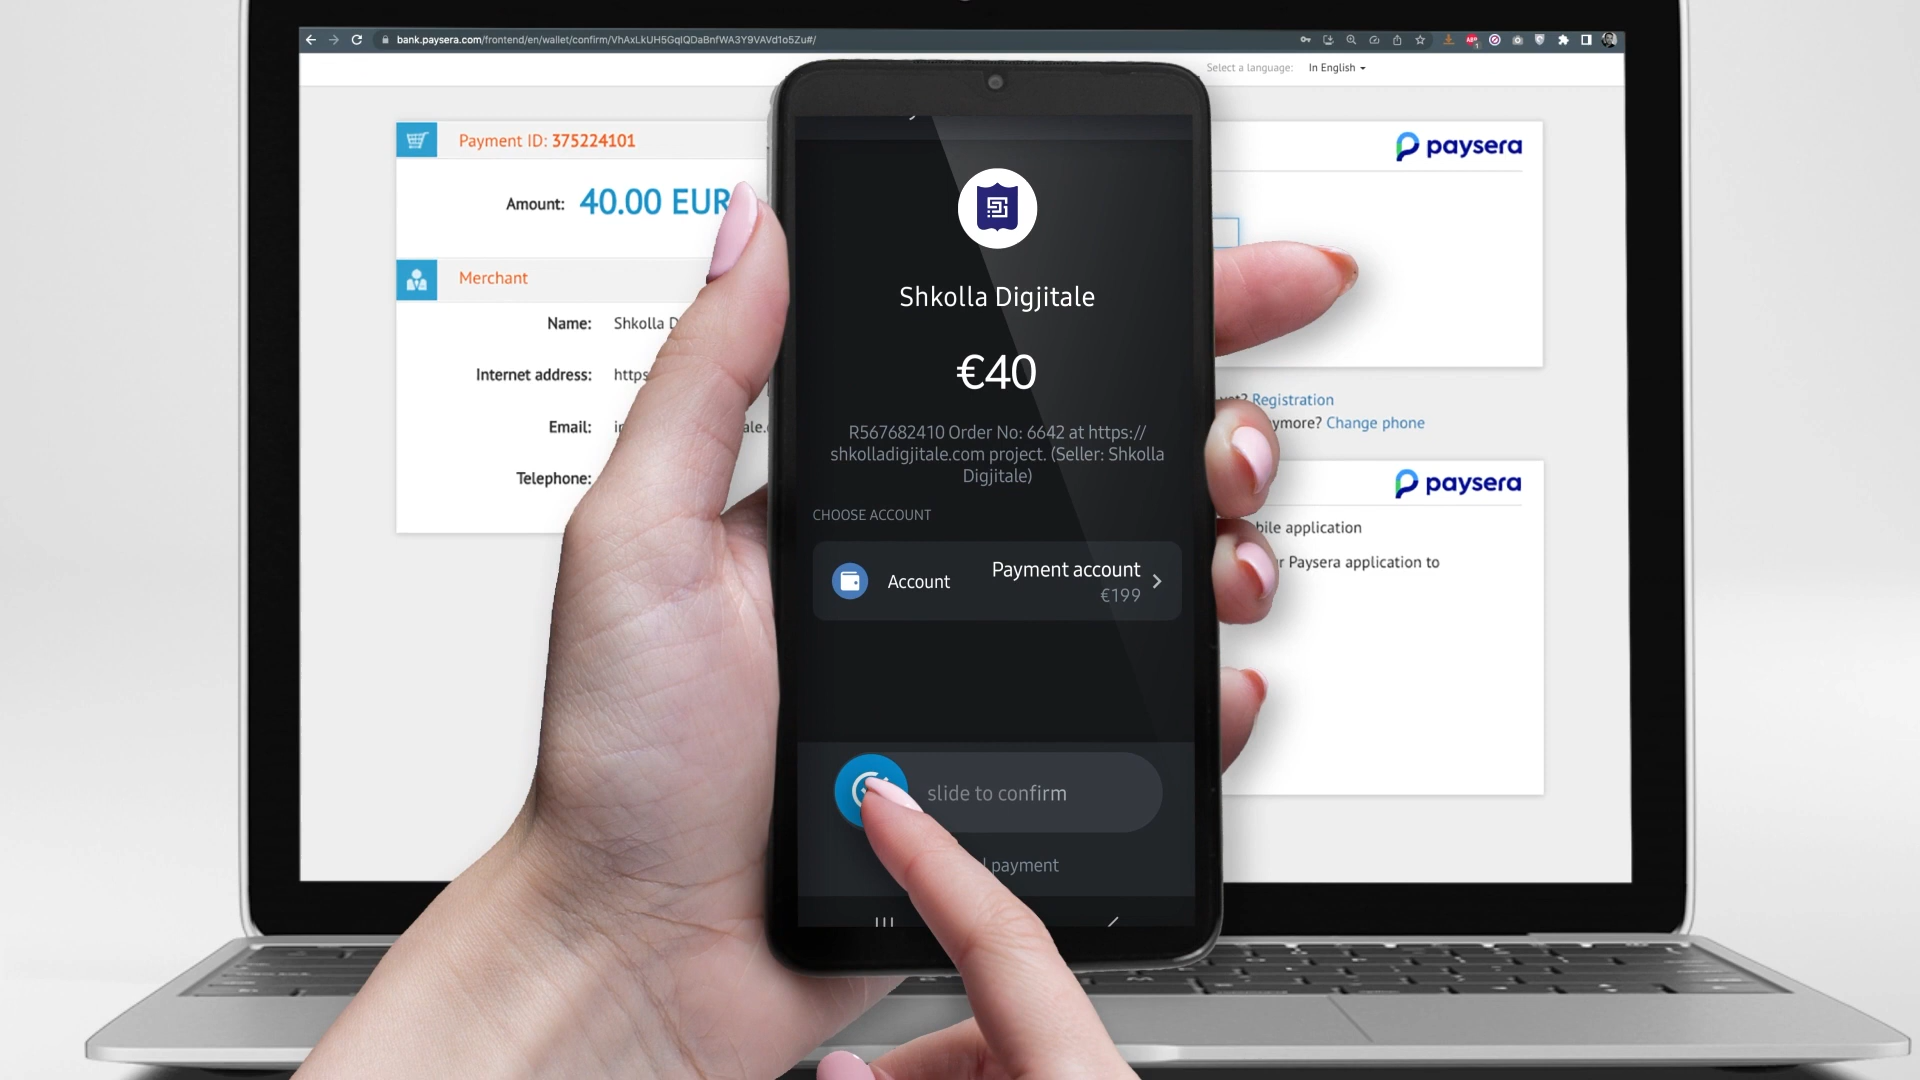 bank.paysera.com/frontend/en/wallet/confirm/VhAxLkUH5GqIQDaBnfWA3Y9VAVd1o5Zu#/
Select a language: In English
Payment ID: 375224101
Amount: 40.00 EUR
Merchant
Name: Shkolla
Internet address:
Email:
Telephone:
Shkolla Digjitale
€40
R567682410 Order No: 6642 at https://
shkolladigjitale.com project. (Seller: Shkolla
Digjitale)
CHOOSE ACCOUNT
Account
Payment account
€199
slide to confirm
payment
paysera
Registration
Change phone
paysera
application
Paysera application to